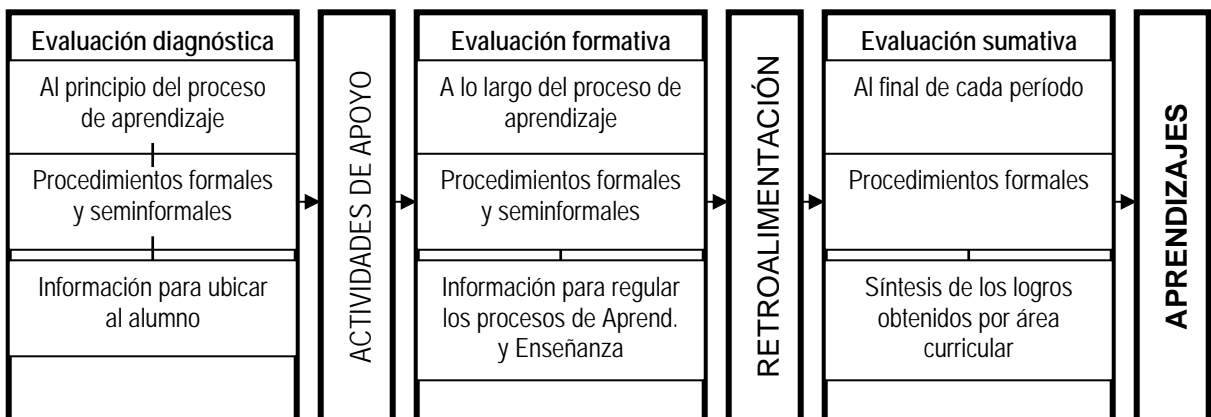 Evaluación diagnóstica
Al principio del proceso
de aprendizaje
Procedimientos formales
y seminformales
Información para ubicar
al alumno
ACTIVIDADES DE APOYO
Evaluación formativa
A lo largo del proceso de
aprendizaje
Procedimientos formales
y seminformales
Información para regular
los procesos de Aprend.
y Enseñanza
RETROALIMENTACIÓN
Evaluación sumativa
Al final de cada período
Procedimientos formales
Síntesis de los logros
obtenidos por área
curricular
APRENDIZAJES